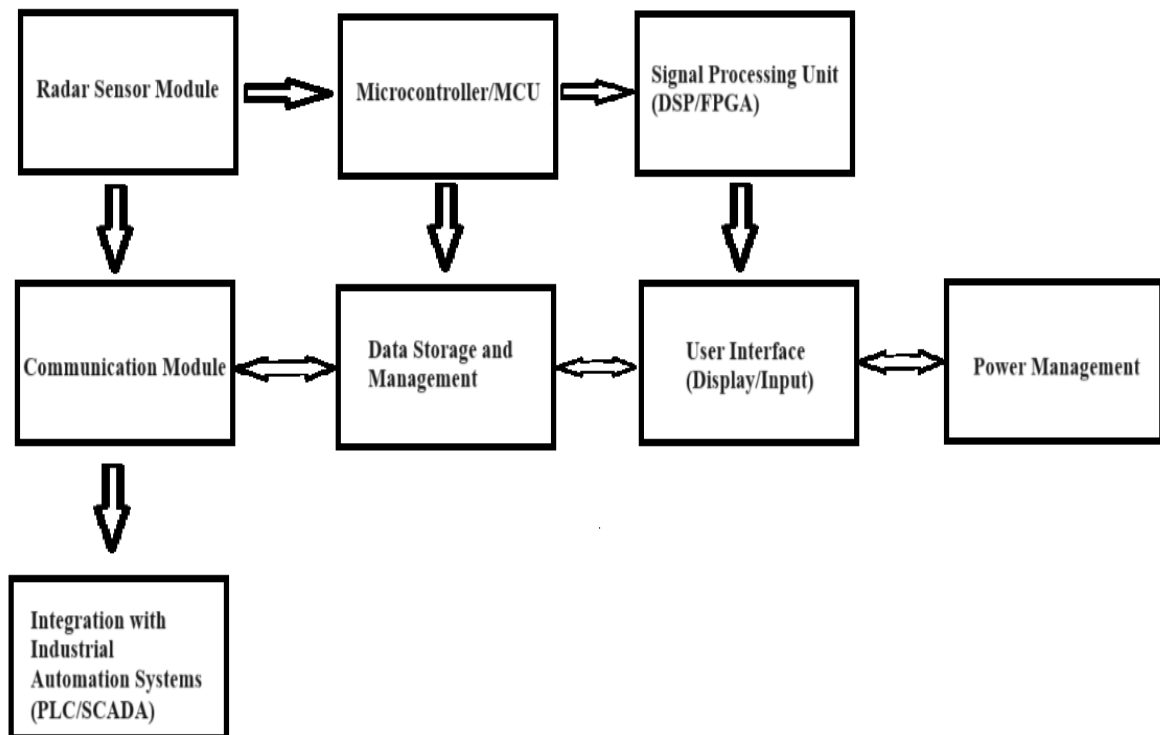 Radar Sensor Module
Microcontroller/MCU
Signal Processing Unit
(DSP/FPGA)
Communication Module
Data Storage and
Management
User Interface
(Display/Input)
Power Management
Integration with
Industrial
Automation Systems
(PLC/SCADA)